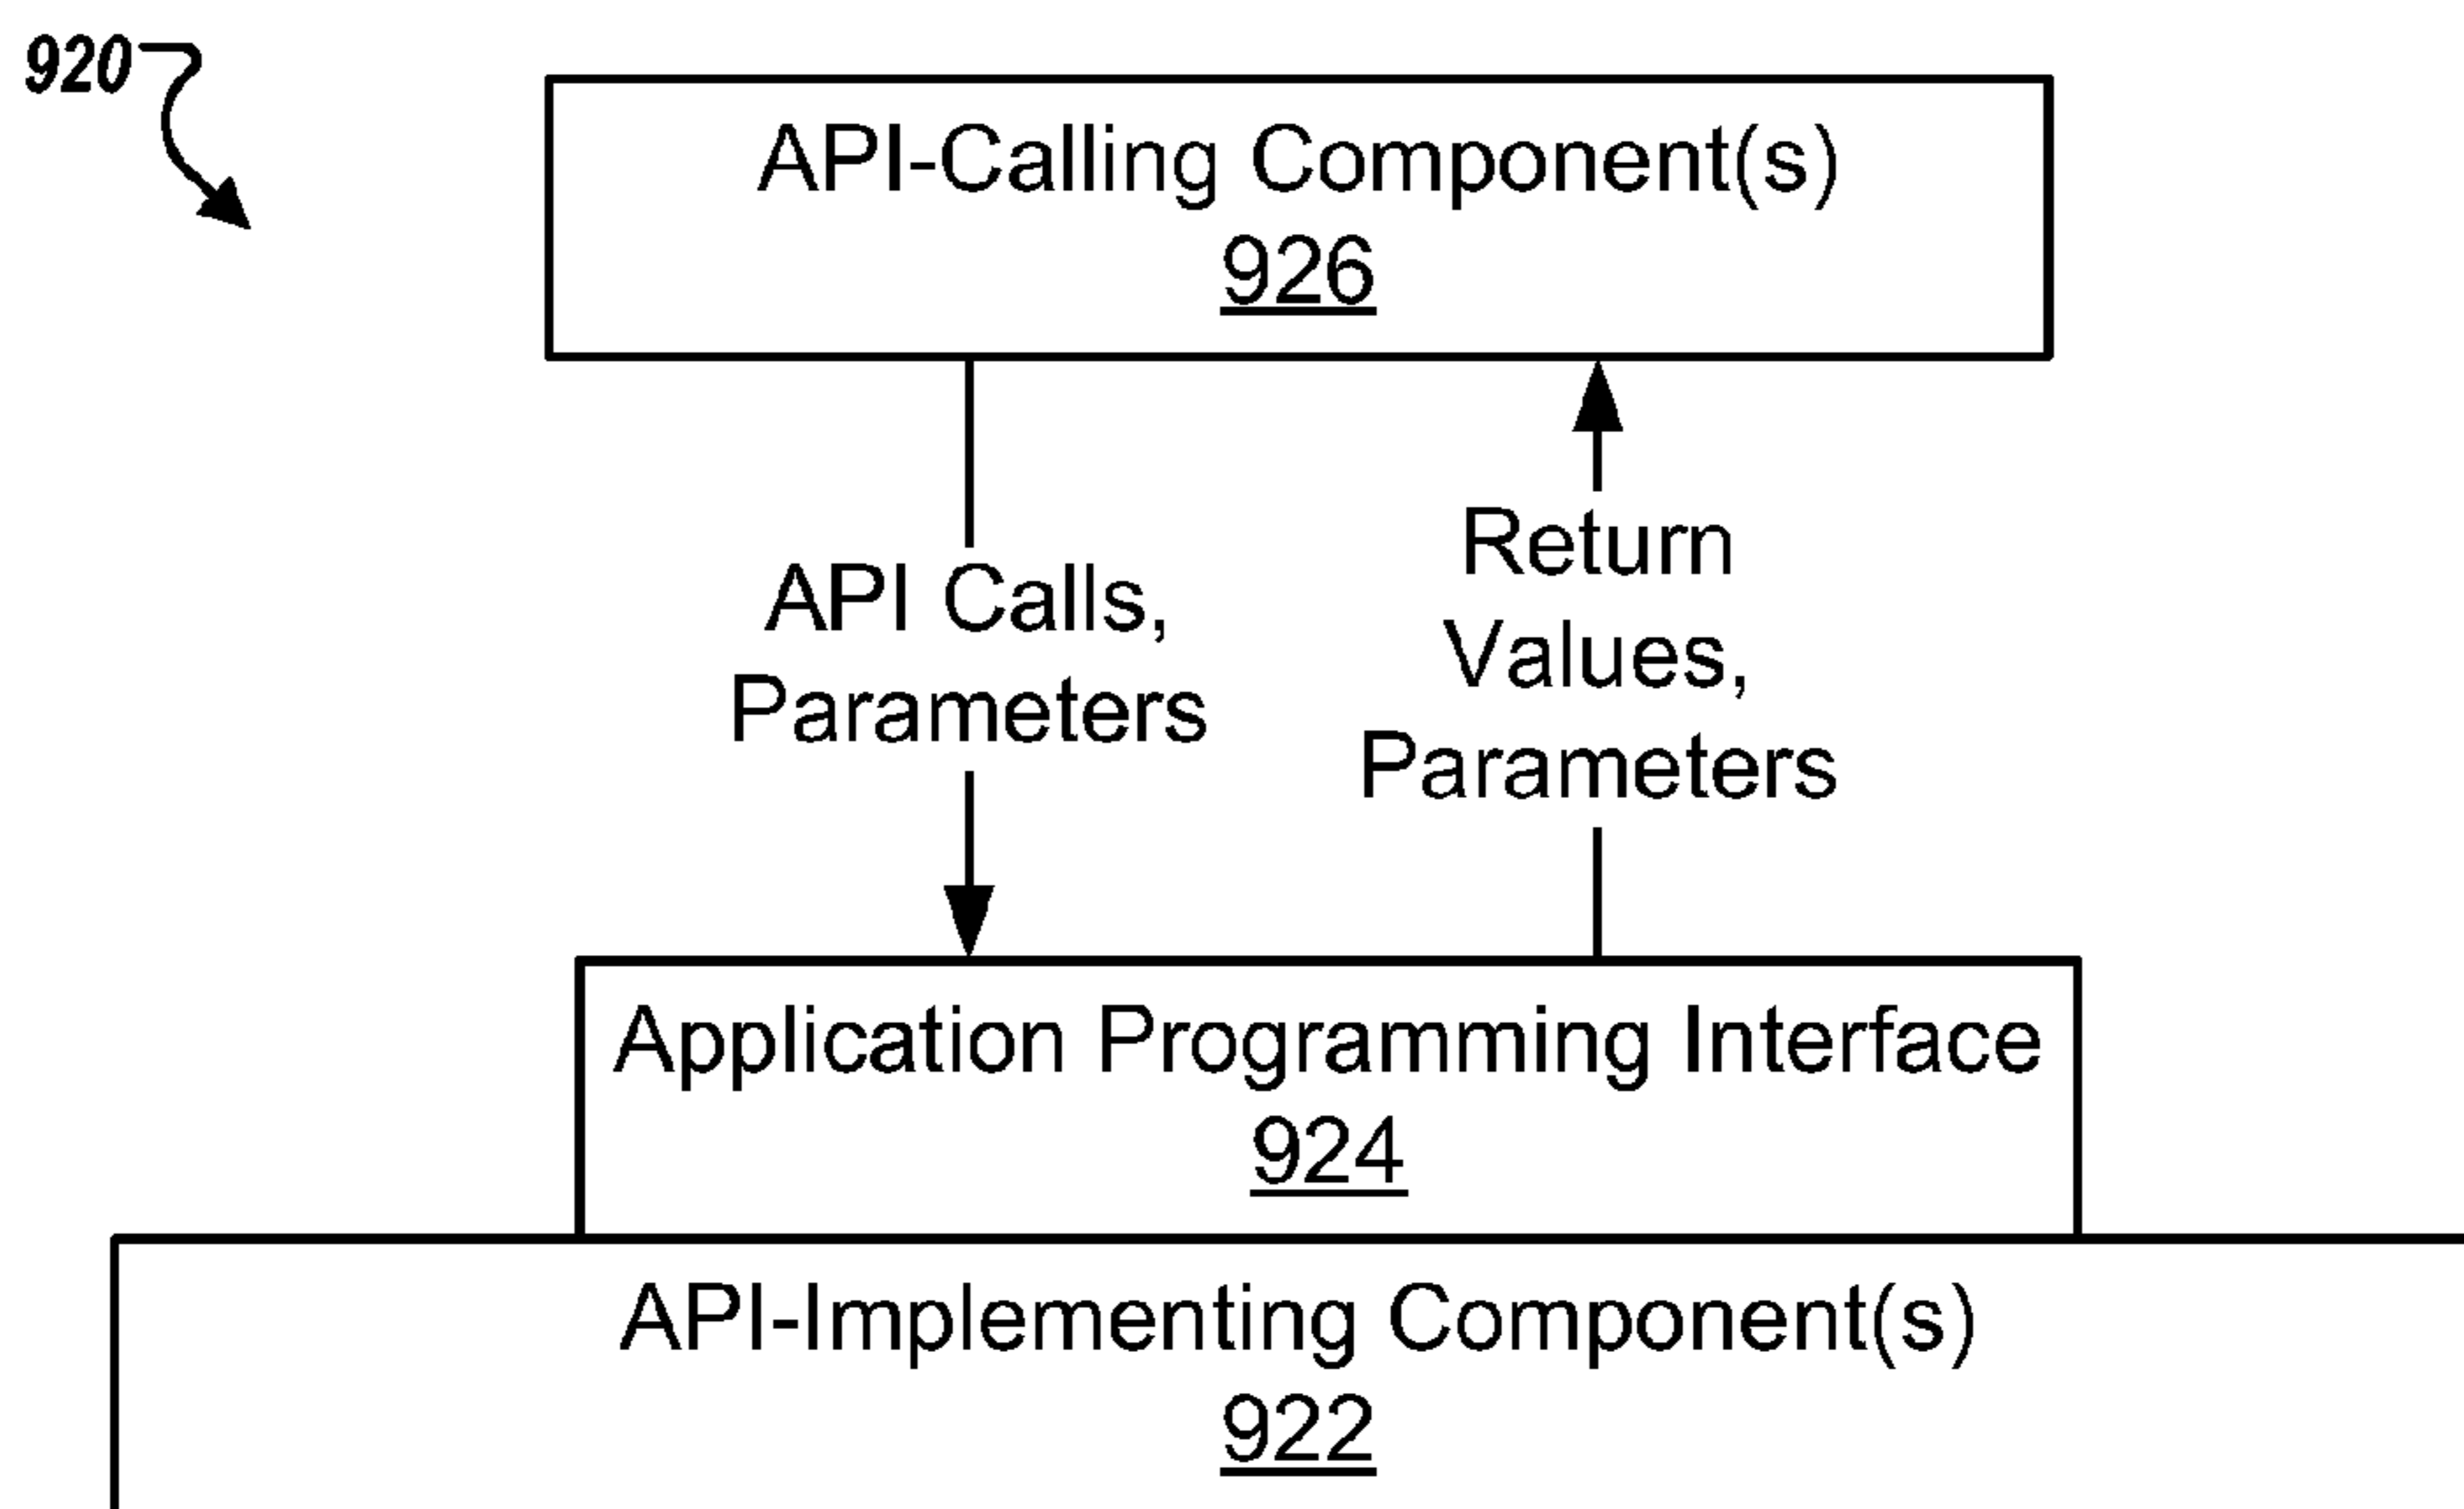 920
API-Calling Component(s)
926
API Calls,
Parameters
Return
Values,
Parameters
Application Programming Interface
924
API-Implementing Component(s)
922